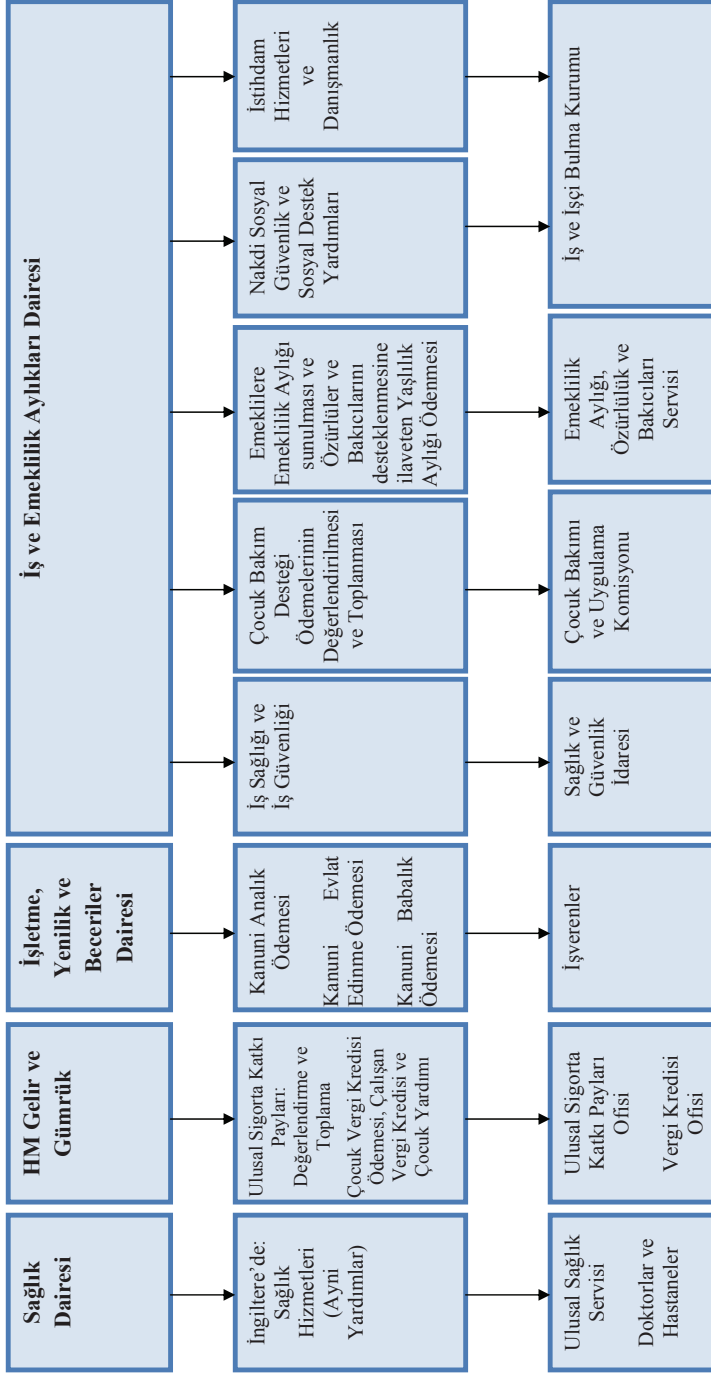 Sağlık
Dairesi
HM Gelir ve
Gümrük
İşletme,
Yenilik ve
Beceriler
Dairesi
İş ve Emeklilik Aylıkları Dairesi
İngiltere’de:
Sağlık
Hizmetleri
(Ayni
Yardımlar)
Ulusal Sigorta Katkı
Payları:
Değerlendirme ve
Toplama
Çocuk Vergi Kredisi
Ödemesi, Çalışan
Vergi Kredisi ve
Çocuk Yardımı
Kanuni Analık
Ödemesi
Kanuni Evlat
Edinme Ödemesi
Kanuni Babalık
Ödemesi
İş Sağlığı ve
İş Güvenliği
Çocuk Bakım
Desteği
Ödemelerinin
Değerlendirilmesi
ve Toplanması
Emeklilere
Emeklilik Aylığı
sunulması ve
Özürlüler ve
Bakıcılarını
desteklenmesine
ilaveten Yaşlılık
Aylığı Ödenmesi
Nakdi Sosyal
Güvenlik ve
Sosyal Destek
Yardımları
İstihdam
Hizmetleri
ve
Danışmanlık
Ulusal Sağlık
Servisi
Doktorlar ve
Hastaneler
Ulusal Sigorta
Katkı Payları
Ofisi
Vergi Kredisi
Ofisi
İşverenler
Sağlık ve
Güvenlik
İdaresi
Çocuk Bakımı
ve Uygulama
Komisyonu
Emeklilik
Aylığı,
Özürlülük ve
Bakıcıları
Servisi
İş ve İşçi Bulma Kurumu